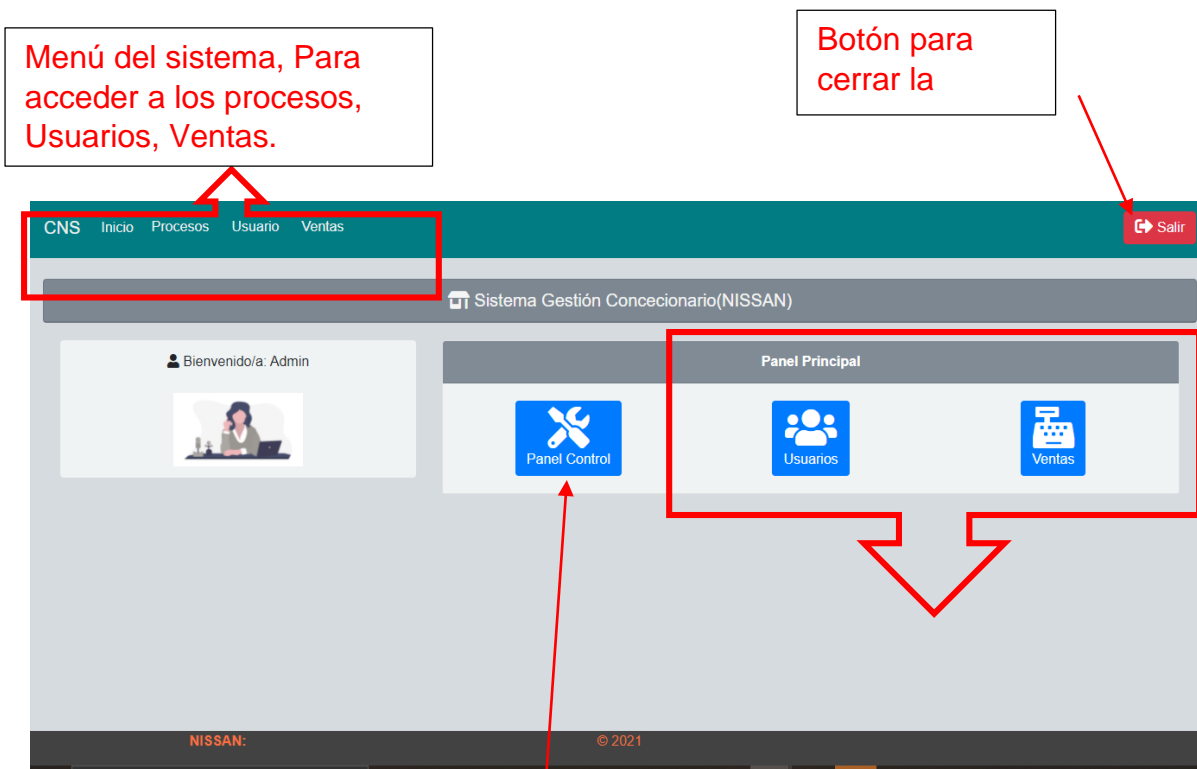 Menú del sistema, Para
acceder a los procesos,
Usuarios, Ventas.
Botón para
cerrar la
CNS Inicio Procesos Usuario Ventas
Salir
Sistema Gestión Concecionario(NISSAN)
Bienvenido/a: Admin
Panel Principal
Panel Control
Usuarios
Ventas
NISSAN:
© 2021